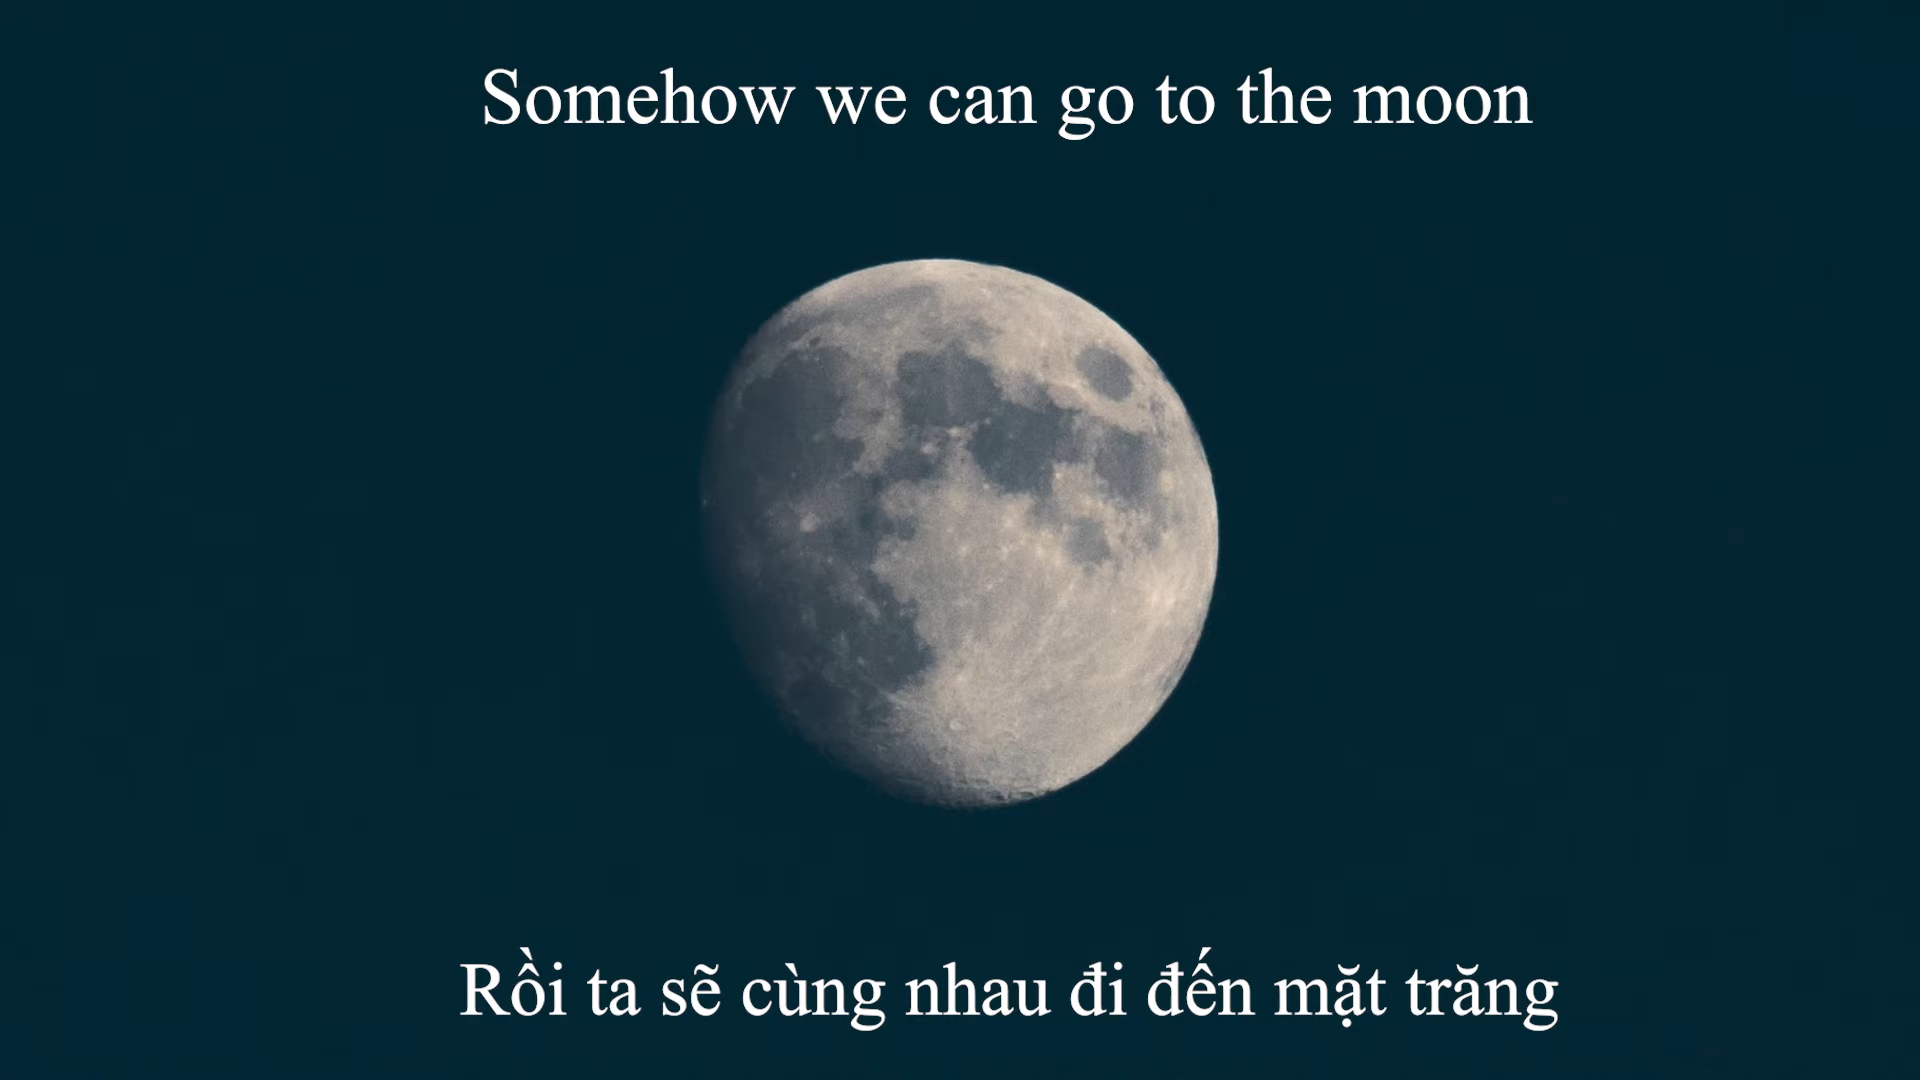 Somehow we can go to the moon
Rồi ta sẽ cùng nhau đi đến mặt trăng